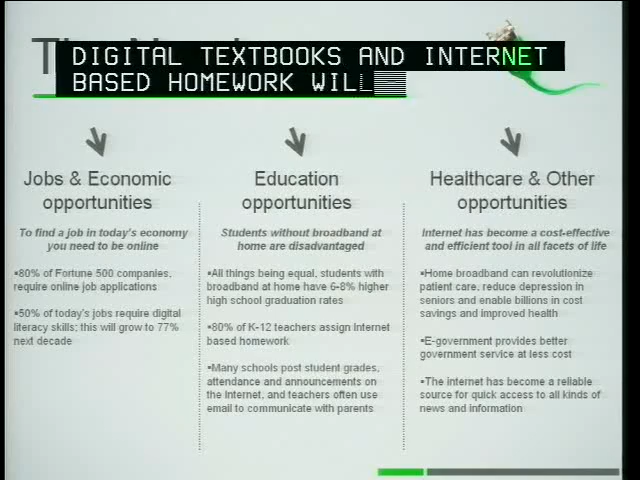 DIGITAL TEXTBOOKS AND INTERNET
BASED HOMEWORK WILL
Jobs & Economic
opportunities
To find a job in today's economy
you need to be online
▪80% of Fortune 500 companies,
require online job applications
▪50% of today's jobs require digital
literacy skills; this will grow to 77%
next decade
Education
opportunities
Students without broadband at
home are disadvantaged
▪All things being equal, students with
broadband at home have 6-8% higher
high school graduation rates
▪80% of K-12 teachers assign Internet
based homework
▪Many schools post student grades,
attendance and announcements on
the Internet, and teachers often use
email to communicate with parents
Healthcare & Other
opportunities
Internet has become a cost-effective
and efficient tool in all facets of life
▪Home broadband can revolutionize
patient care, reduce depression in
seniors and enable billions in cost
savings and improved health
▪E-government provides better
government service at less cost
▪The internet has become a reliable
source for quick access to all kinds of
news and information